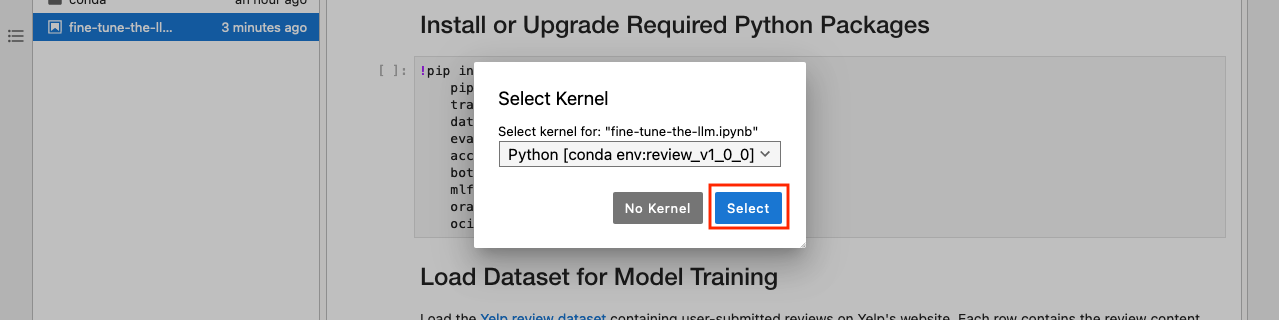 conda an hour ago
fine-tune-the-ll... 3 minutes ago
Install or Upgrade Required Python Packages
[ ]: !pip in
pip
tra
dat
eva
acc
bot
mlf
ora
oci
Select Kernel
Select kernel for: "fine-tune-the-llm.ipynb"
Python [conda env:review_v1_0_0]
No Kernel Select
Load Dataset for Model Training
Load the Yelp review dataset containing user-submitted reviews on Yelp's website. Each row contains the review content,